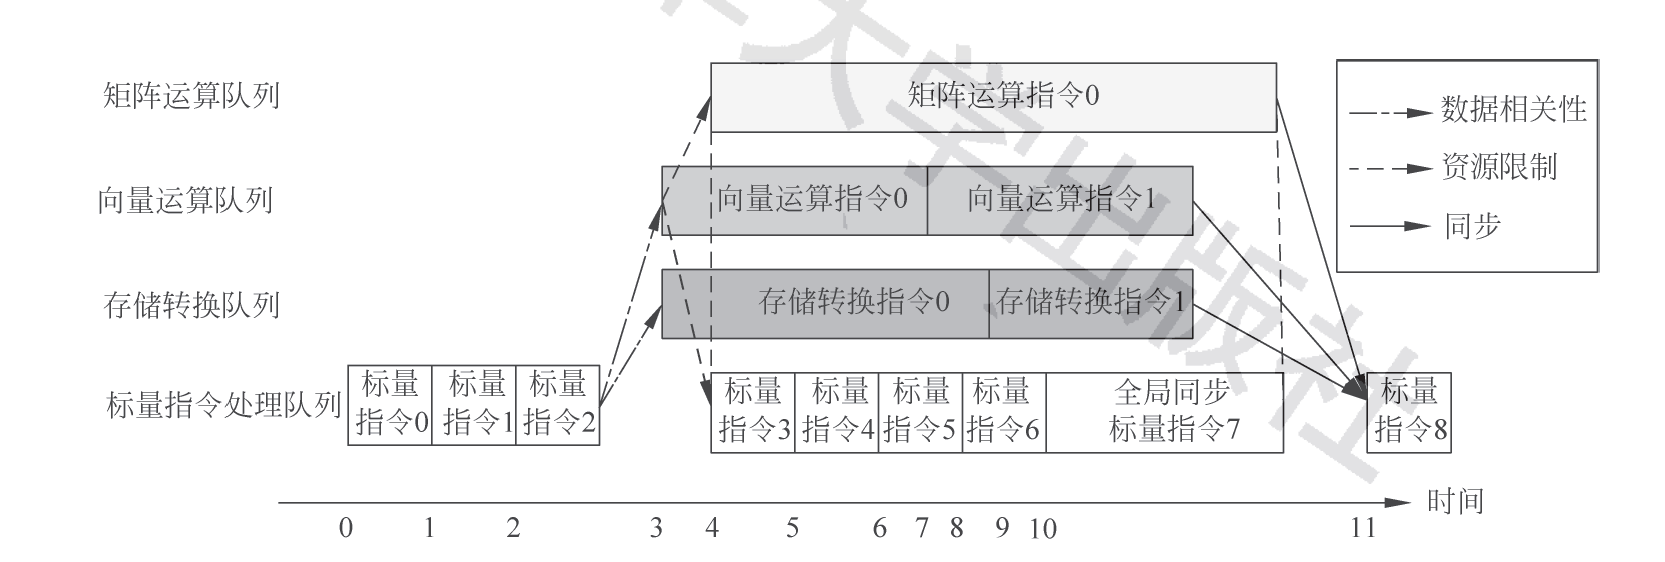 矩阵运算队列
矩阵运算指令0
数据相关性
资源限制
同步
向量运算队列
向量运算指令0
向量运算指令1
存储转换队列
存储转换指令0
存储转换指令1
标量指令处理队列
标量
指令0
标量
指令1
标量
指令2
标量
指令3
标量
指令4
标量
指令5
标量
指令6
全局同步
标量指令7
标量
指令8
时间
0 1 2 3 4 5 6 7 8 9 10 11
大学出版社